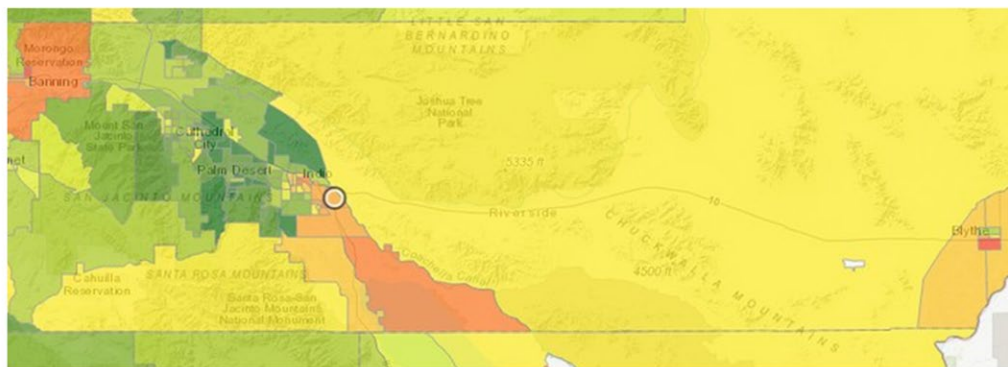 LITTLE SAN
BERNARDINO
MOUNTAINS
Morongo
Reservation
Banning
Joshua Tree
National
Park
Mount San
Jacinto
State Park
Cathedral
City
5335 ft
Palm Desert
Indio
SAN JACINTO MOUNTAINS
10
Riverside
CHUCKWALLA MOUNTAINS
Blythe
Coachella Canal
4500 ft
SANTA ROSA MOUNTAINS
Cahuilla
Reservation
Santa Rosa-San
Jacinto Mountains
National Monument